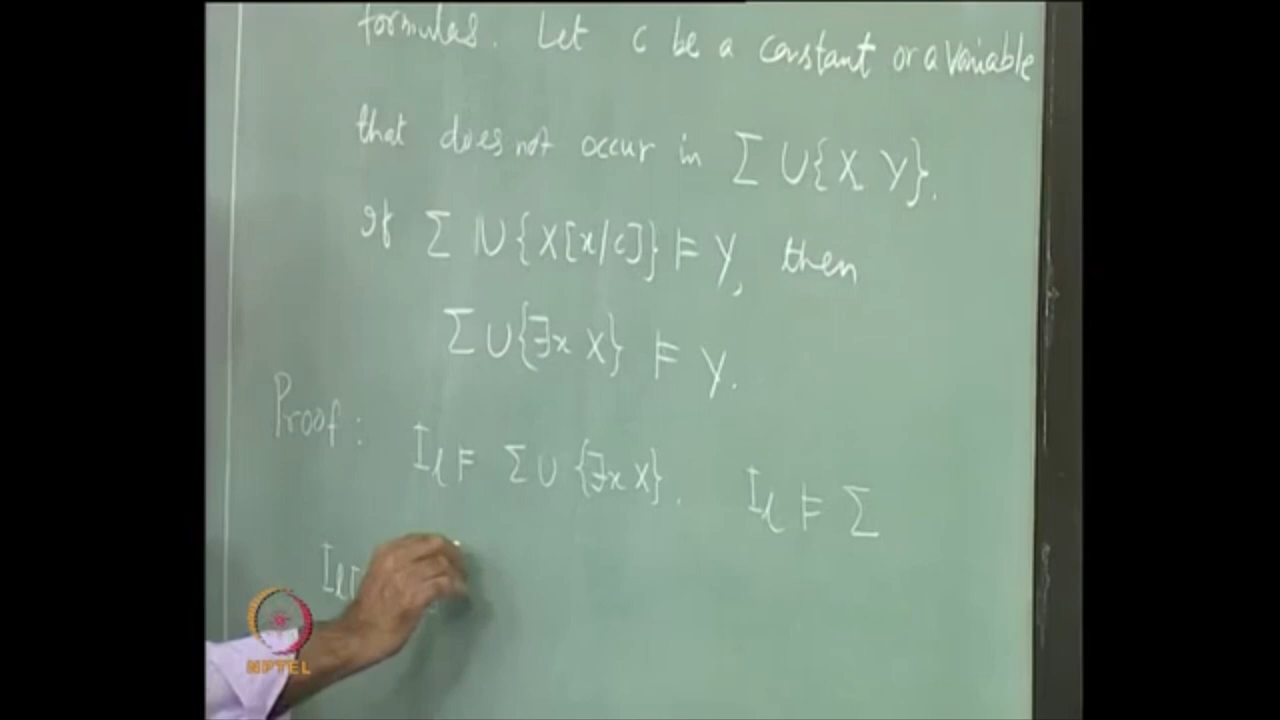 formulas. Let c be a constant or a variable
that does not occur in Σ ∪ {X, Y}.
If Σ ∪ {X[x/c]} ⊨ Y, then
Σ ∪ {∃x X} ⊨ Y.
Proof: I_l ⊨ Σ ∪ {∃x X}. I_l ⊨ Σ
I_l[
NPTEL